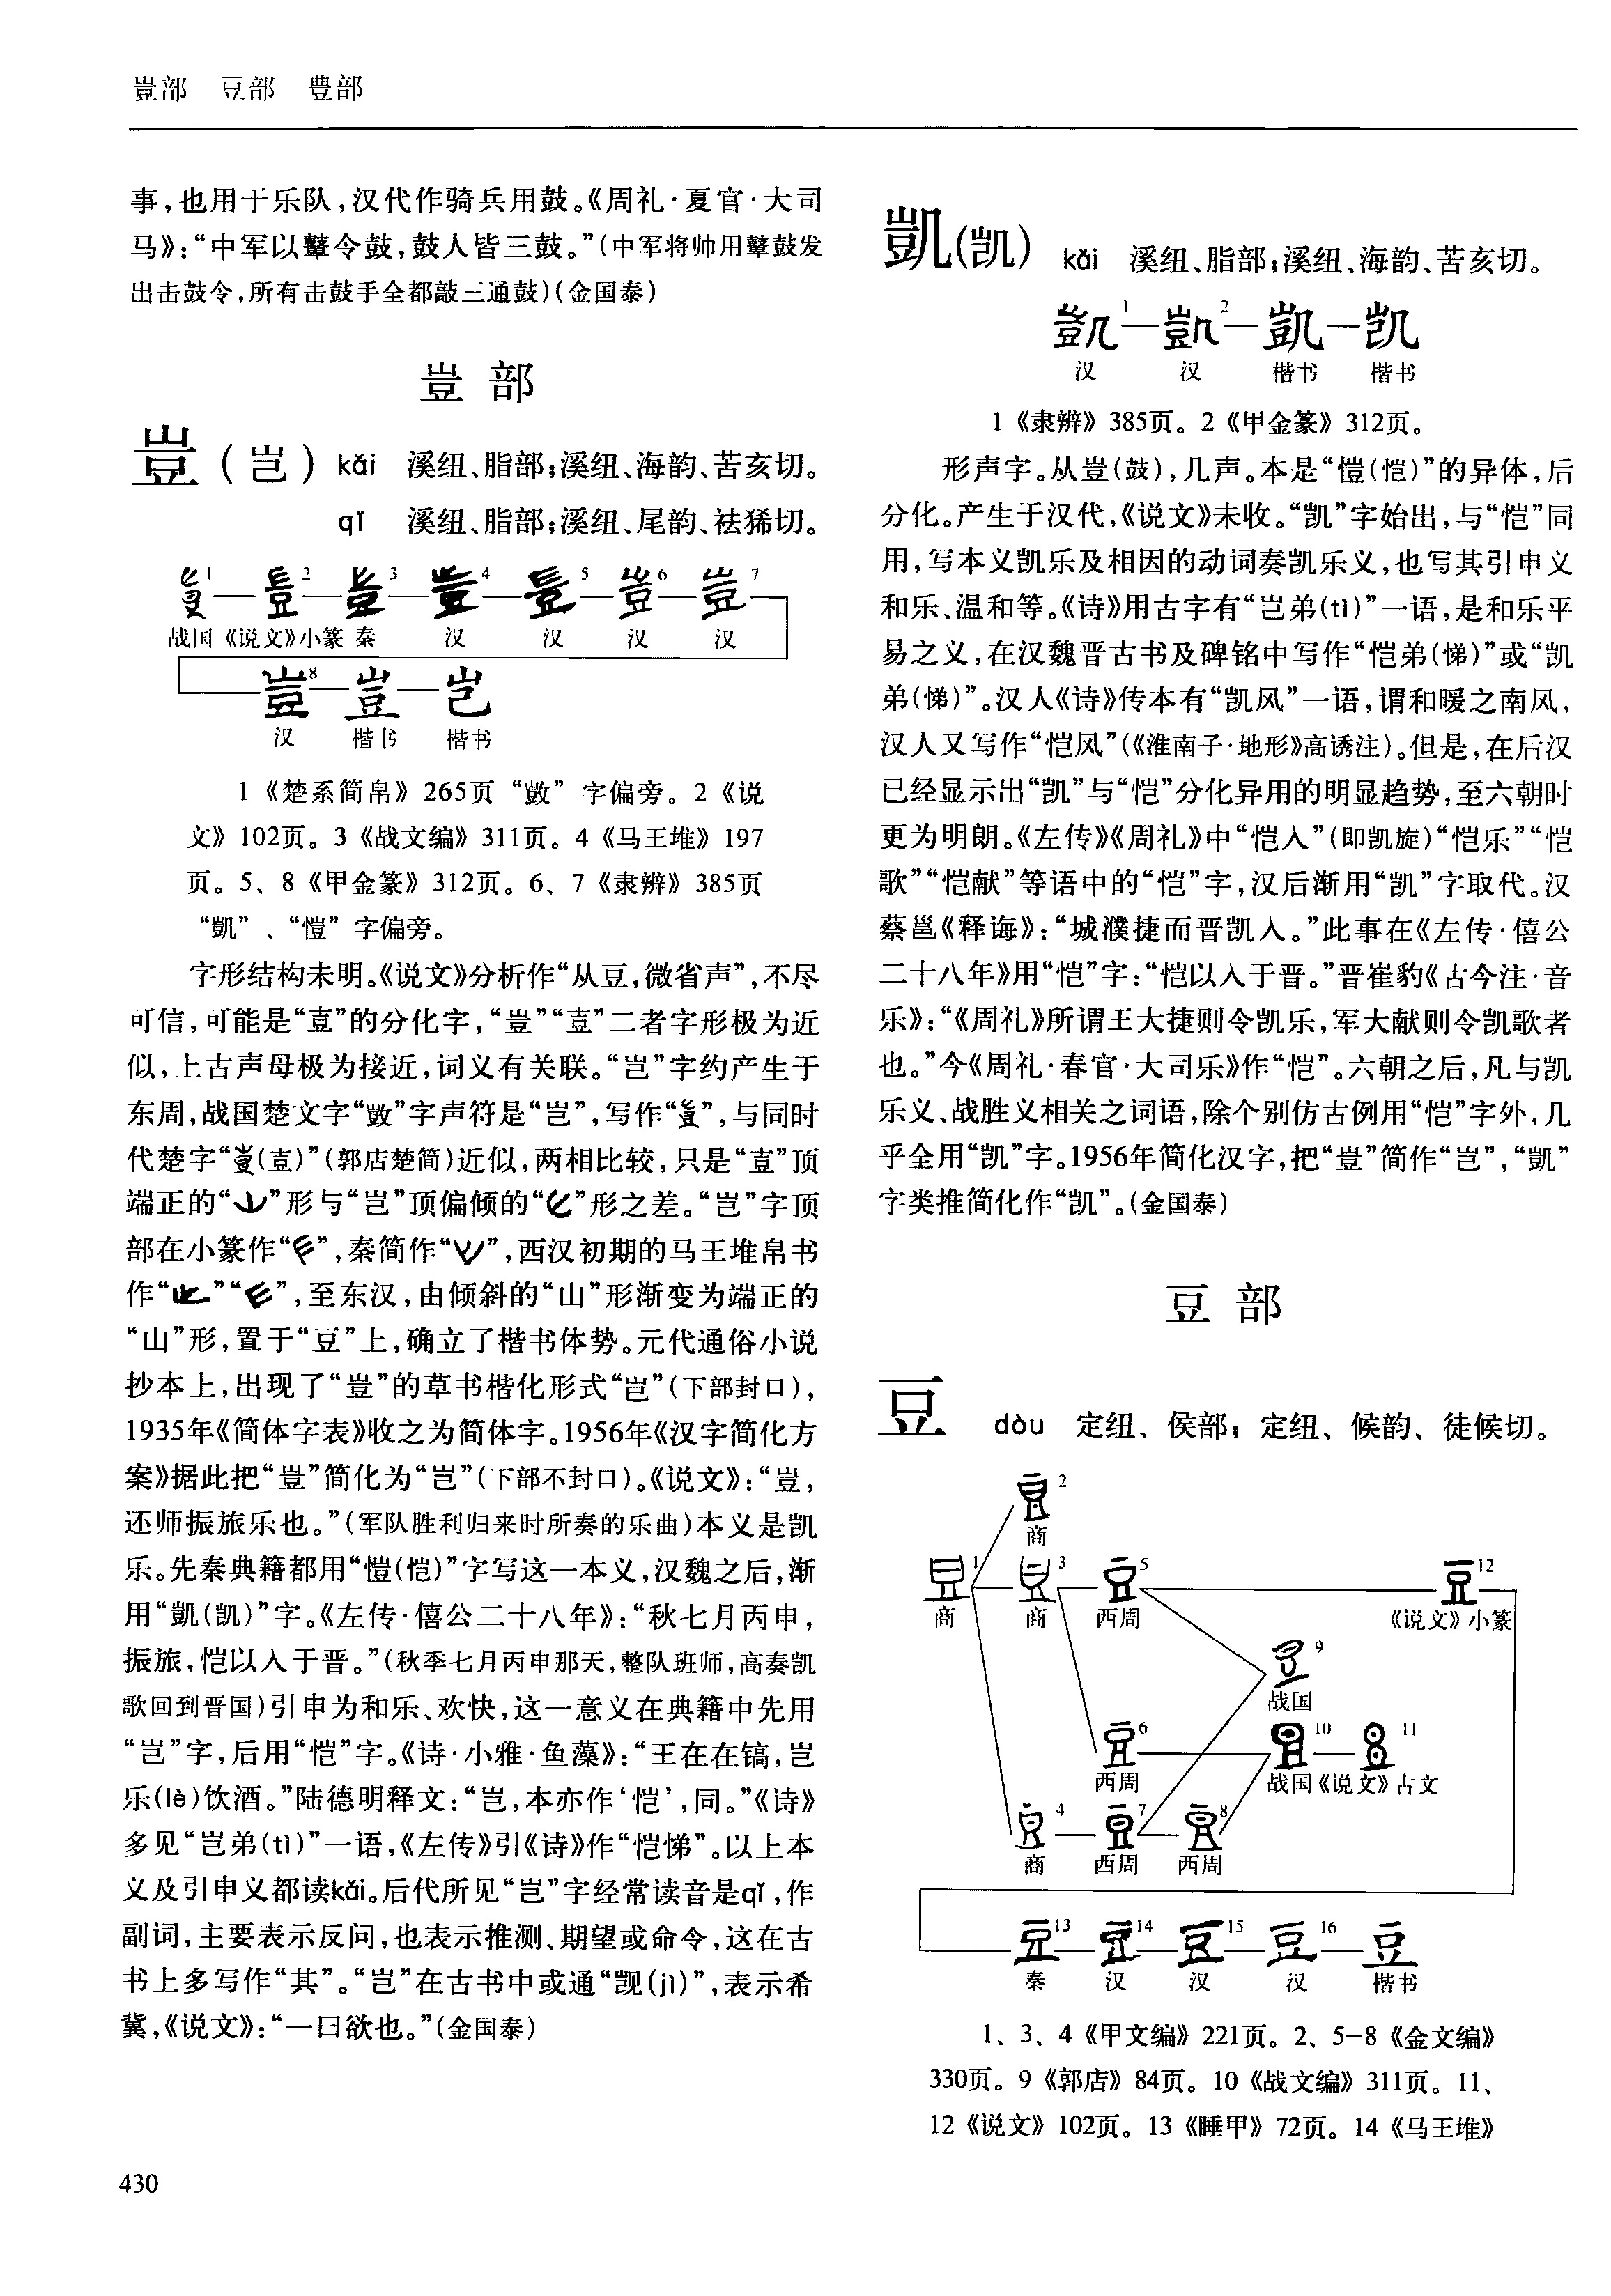 豈部 豆部 豊部
事,也用于乐队,汉代作骑兵用鼓。《周礼·夏官·大司
马》:“中军以鼙令鼓,鼓人皆三鼓。”(中军将帅用鼙鼓发
出击鼓令,所有击鼓手全都敲三通鼓)(金国泰)
豈 部
豈(岂) kǎi 溪纽、脂部;溪纽、海韵、苦亥切。
qǐ 溪纽、脂部;溪纽、尾韵、祛狶切。
1 2 3 4 5 6 7
战国 《说文》小篆 秦 汉 汉 汉 汉
豈8 豈 岂
汉 楷书 楷书
1《楚系简帛》265页“敳”字偏旁。2《说
文》102页。3《战文编》311页。4《马王堆》197
页。5、8《甲金篆》312页。6、7《隶辨》385页
“凱”、“愷”字偏旁。
字形结构未明。《说文》分析作“从豆,微省声”,不尽
可信,可能是“壴”的分化字,“豈”“壴”二者字形极为近
似,上古声母极为接近,词义有关联。“岂”字约产生于
东周,战国楚文字“敳”字声符是“岂”,写作“”,与同时
代楚字“(壴)”(郭店楚简)近似,两相比较,只是“壴”顶
端正的“”形与“岂”顶偏倾的“”形之差。“岂”字顶
部在小篆作“”,秦简作“”,西汉初期的马王堆帛书
作“”“”,至东汉,由倾斜的“山”形渐变为端正的
“山”形,置于“豆”上,确立了楷书体势。元代通俗小说
抄本上,出现了“豈”的草书楷化形式“岂”(下部封口),
1935年《简体字表》收之为简体字。1956年《汉字简化方
案》据此把“豈”简化为“岂”(下部不封口)。《说文》:“豈,
还师振旅乐也。”(军队胜利归来时所奏的乐曲)本义是凯
乐。先秦典籍都用“愷(恺)”字写这一本义,汉魏之后,渐
用“凱(凯)”字。《左传·僖公二十八年》:“秋七月丙申,
振旅,恺以入于晋。”(秋季七月丙申那天,整队班师,高奏凯
歌回到晋国)引申为和乐、欢快,这一意义在典籍中先用
“岂”字,后用“恺”字。《诗·小雅·鱼藻》:“王在在镐,岂
乐(lè)饮酒。”陆德明释文:“岂,本亦作‘恺’,同。”《诗》
多见“岂弟(tì)”一语,《左传》引《诗》作“恺悌”。以上本
义及引申义都读kǎi。后代所见“岂”字经常读音是qǐ,作
副词,主要表示反问,也表示推测、期望或命令,这在古
书上多写作“其”。“岂”在古书中或通“觊(jì)”,表示希
冀,《说文》:“一曰欲也。”(金国泰)
凱(凯) kǎi 溪纽、脂部;溪纽、海韵、苦亥切。
凱1 凱2 凱 凯
汉 汉 楷书 楷书
1《隶辨》385页。2《甲金篆》312页。
形声字。从豈(鼓),几声。本是“愷(恺)”的异体,后
分化。产生于汉代,《说文》未收。“凯”字始出,与“恺”同
用,写本义凯乐及相因的动词奏凯乐义,也写其引申义
和乐、温和等。《诗》用古字有“岂弟(tì)”一语,是和乐平
易之义,在汉魏晋古书及碑铭中写作“恺弟(悌)”或“凯
弟(悌)”。汉人《诗》传本有“凯风”一语,谓和暖之南风,
汉人又写作“恺风”(《淮南子·地形》高诱注)。但是,在后汉
已经显示出“凯”与“恺”分化异用的明显趋势,至六朝时
更为明朗。《左传》《周礼》中“恺人”(即凯旋)“恺乐”“恺
歌”“恺献”等语中的“恺”字,汉后渐用“凯”字取代。汉
蔡邕《释诲》:“城濮捷而晋凯入。”此事在《左传·僖公
二十八年》用“恺”字:“恺以入于晋。”晋崔豹《古今注·音
乐》:“《周礼》所谓王大捷则令凯乐,军大献则令凯歌者
也。”今《周礼·春官·大司乐》作“恺”。六朝之后,凡与凯
乐义、战胜义相关之词语,除个别仿古例用“恺”字外,几
乎全用“凯”字。1956年简化汉字,把“豈”简作“岂”,“凱”
字类推简化作“凯”。(金国泰)
豆 部
豆 dòu 定纽、侯部;定纽、候韵、徒候切。
2
商
1 3 5 12
商 商 西周 《说文》小篆
9
战国
6 10 11
西周 战国 《说文》古文
4 7 8
商 西周 西周
13 14 15 16 豆
秦 汉 汉 汉 楷书
1、3、4《甲文编》221页。2、5-8《金文编》
330页。9《郭店》84页。10《战文编》311页。11、
12《说文》102页。13《睡甲》72页。14《马王堆》
430